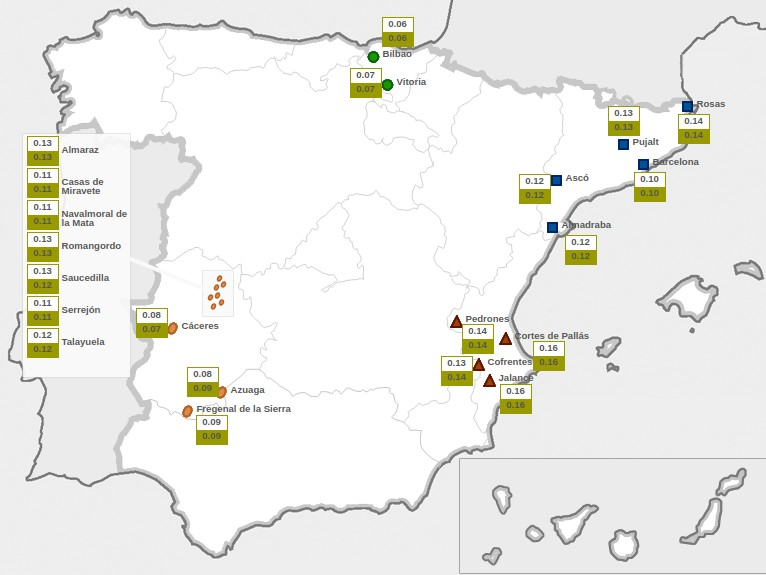 0.06
0.06
Bilbao
0.07
0.07
Vitoria
Rosas
0.14
0.14
0.13
0.13
Pujalt
Barcelona
0.10
0.10
0.12
0.12
Ascó
Almadraba
0.12
0.12
0.13
0.13
Almaraz
0.11
0.11
Casas de
Miravete
0.11
0.11
Navalmoral de
la Mata
0.13
0.13
Romangordo
0.13
0.12
Saucedilla
0.11
0.11
Serrejón
0.12
0.12
Talayuela
0.08
0.07
Cáceres
0.08
0.09
Azuaga
Fregenal de la Sierra
0.09
0.09
Pedrones
0.14
0.14
Cortes de Pallás
0.16
0.16
0.13
0.14
Cofrentes
Jalance
0.16
0.16